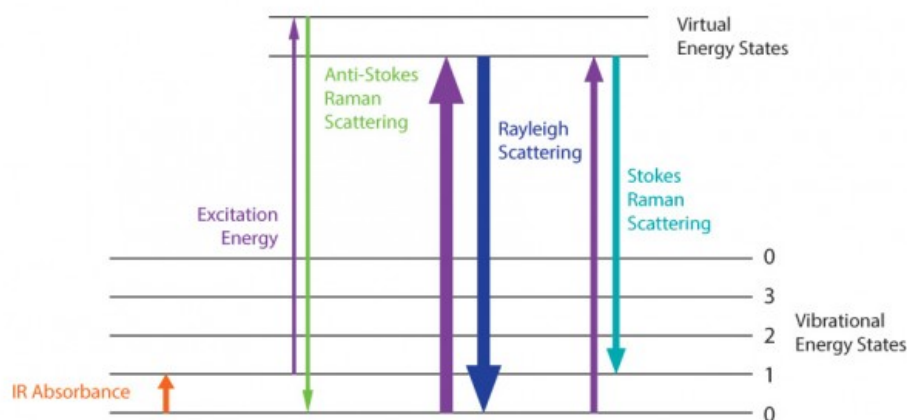 Virtual
Energy States
Anti-Stokes
Raman
Scattering
Rayleigh
Scattering
Stokes
Raman
Scattering
Excitation
Energy
0
3
2
Vibrational
Energy States
1
IR Absorbance
0